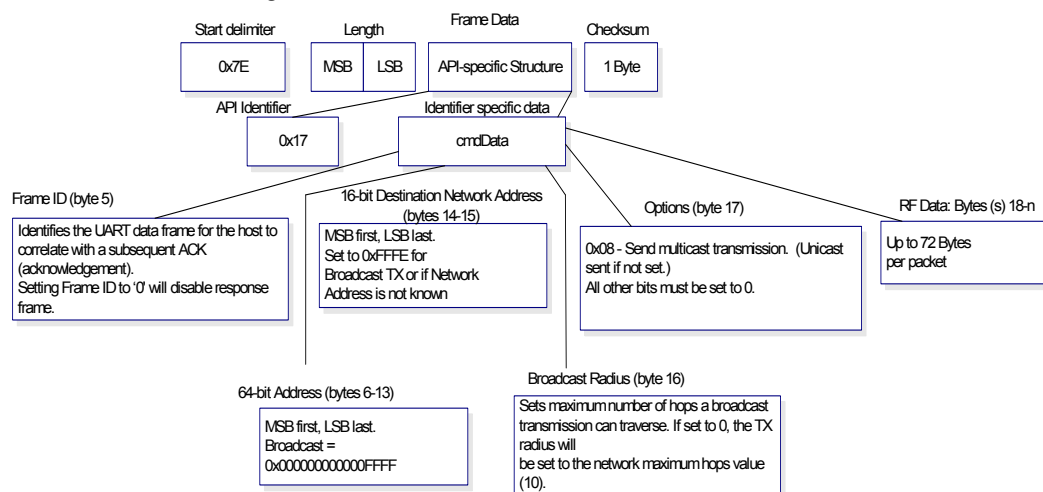 Frame Data
Start delimiter
Length
Checksum
0x7E
MSB
LSB
API-specific Structure
1 Byte
API Identifier
Identifier specific data
0x17
cmdData
Frame ID (byte 5)
Identifies the UART data frame for the host to
correlate with a subsequent ACK
(acknowledgement).
Setting Frame ID to ‘0’ will disable response
frame.
16-bit Destination Network Address
(bytes 14-15)
MSB first, LSB last.
Set to 0xFFFE for
Broadcast TX or if Network
Address is not known
Options (byte 17)
0x08 - Send multicast transmission. (Unicast
sent if not set.)
All other bits must be set to 0.
RF Data: Bytes (s) 18-n
Up to 72 Bytes
per packet
64-bit Address (bytes 6-13)
MSB first, LSB last.
Broadcast =
0x000000000000FFFF
Broadcast Radius (byte 16)
Sets maximum number of hops a broadcast
transmission can traverse. If set to 0, the TX
radius will
be set to the network maximum hops value
(10).